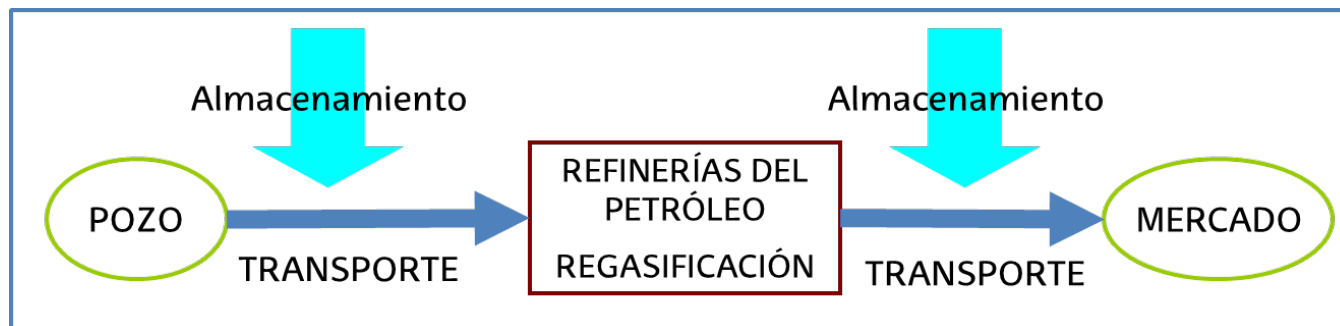 Almacenamiento
Almacenamiento
POZO
TRANSPORTE
REFINERÍAS DEL
PETRÓLEO
REGASIFICACIÓN
TRANSPORTE
MERCADO